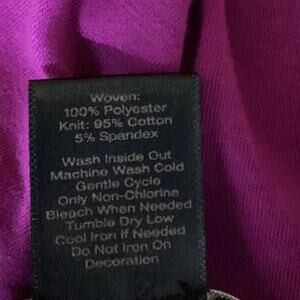 Woven:
100% Polyester
Knit: 95% Cotton
5% Spandex
Wash Inside Out
Machine Wash Cold
Gentle Cycle
Only Non-Chlorine
Bleach When Needed
Tumble Dry Low
Cool Iron if Needed
Do Not Iron On
Decoration